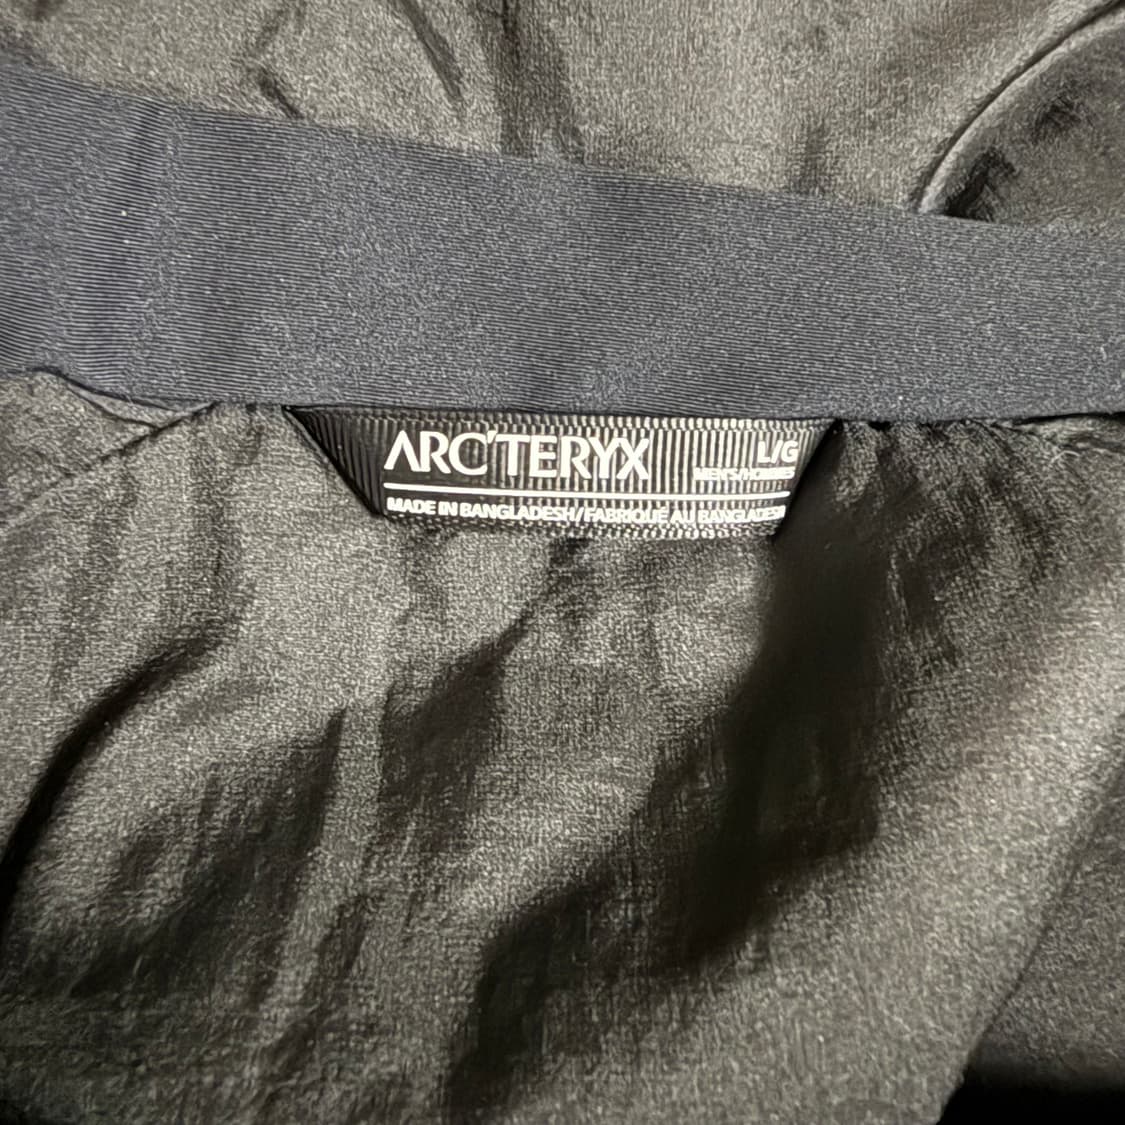 ARC'TERYX L/G
MEN'S/HOMMES
MADE IN BANGLADESH/FABRIQUÉ AU BANGLADESH